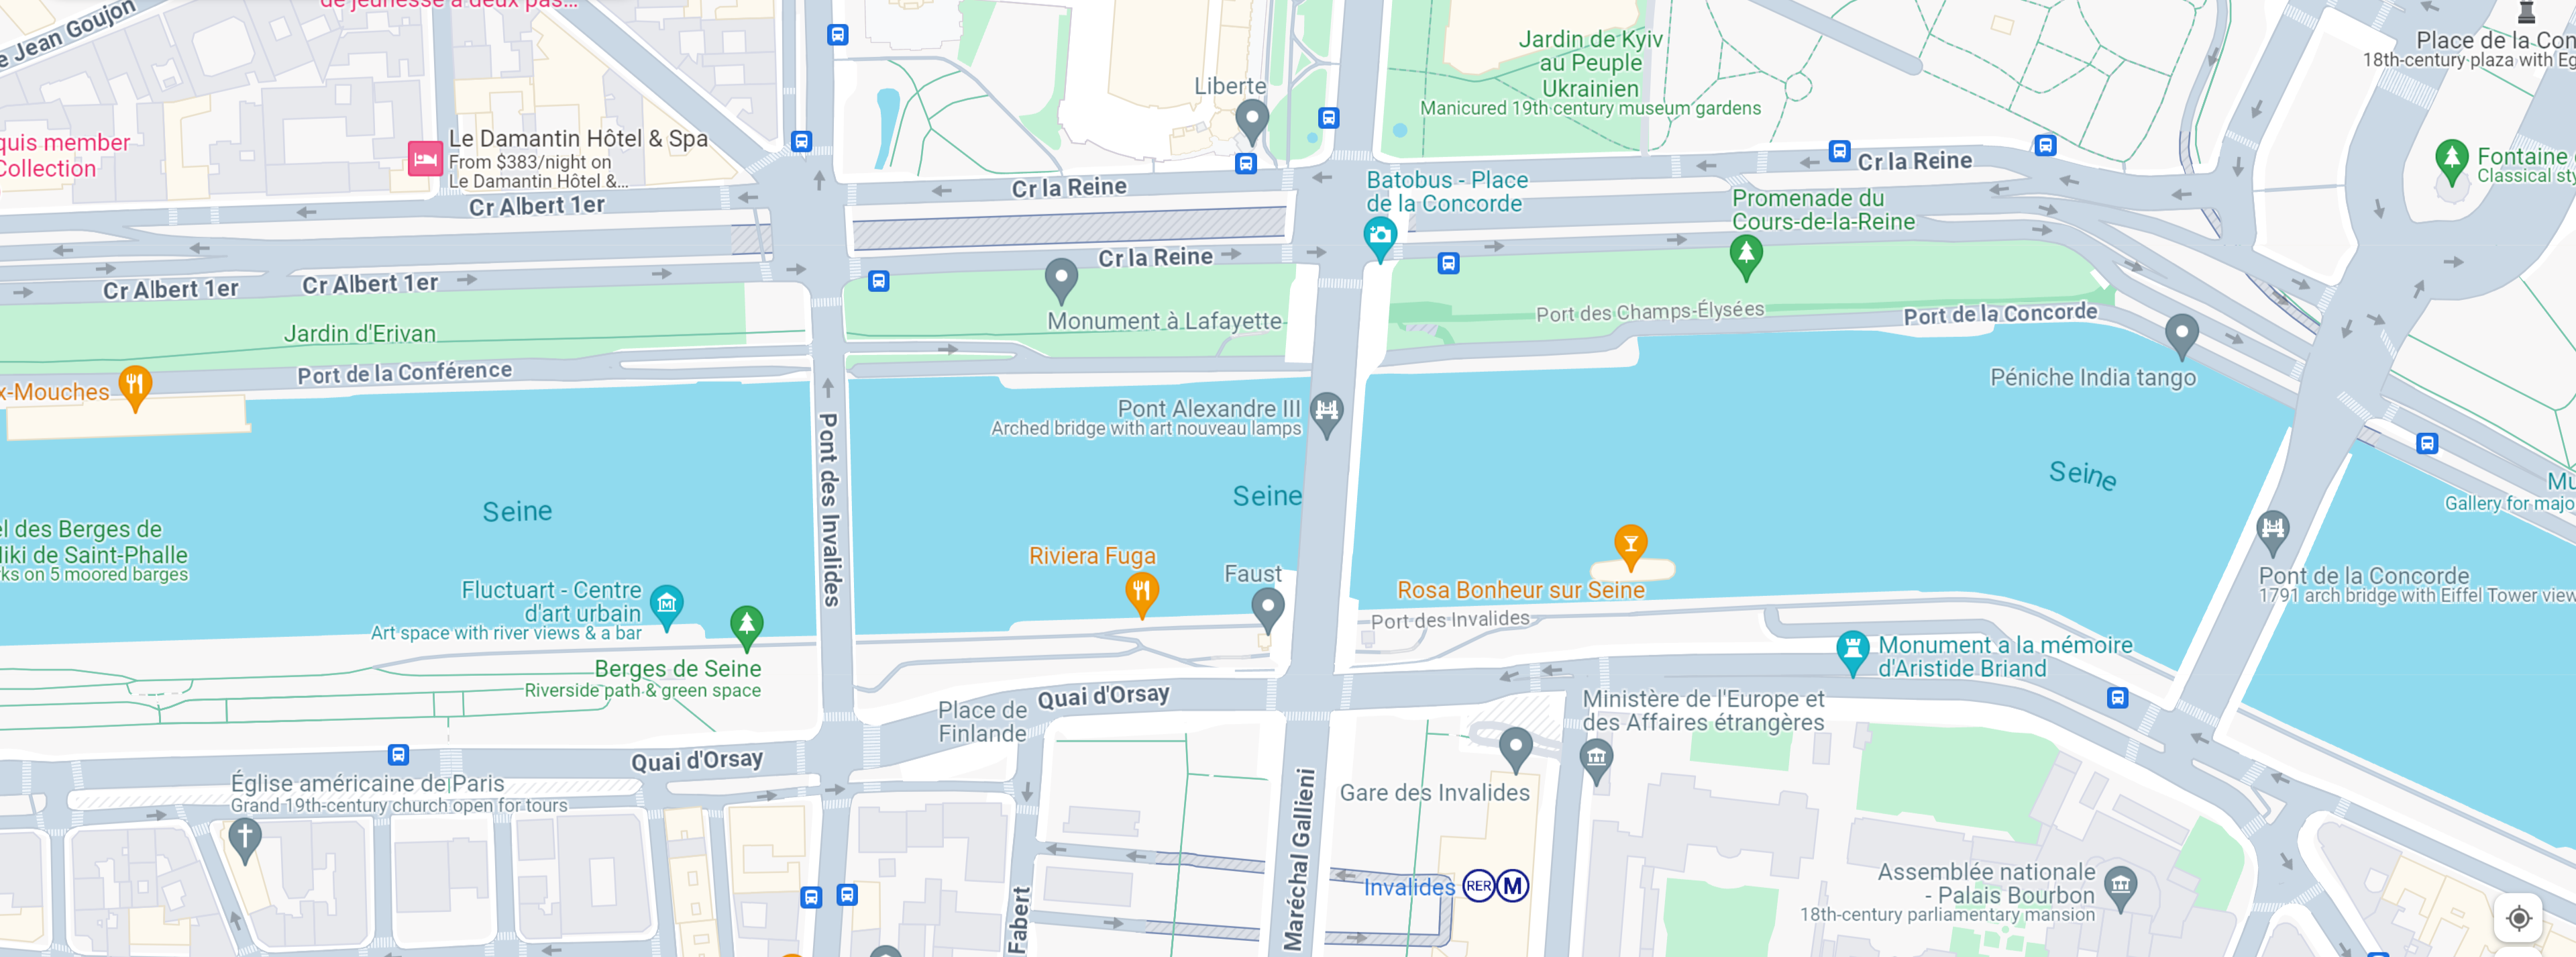 de jeunesse à deux pas...
e Jean Goujon
Place de la Con
18th-century plaza with Eg
Jardin de Kyiv
au Peuple
Ukrainien
Manicured 19th century museum gardens
Liberte
quis member
Collection
Le Damantin Hôtel & Spa
From $383/night on
Le Damantin Hôtel &...
Cr Albert 1er
Cr la Reine
Cr la Reine
Fontaine
Classical sty
Batobus - Place
de la Concorde
Promenade du
Cours-de-la-Reine
Cr la Reine
Cr Albert 1er
Cr Albert 1er
Jardin d'Erivan
Monument à Lafayette
Port des Champs-Élysées
Port de la Concorde
Port de la Conférence
x-Mouches
Péniche India tango
Pont Alexandre III
Arched bridge with art nouveau lamps
Pont des Invalides
Seine
Seine
Seine
Mu
Gallery for majo
el des Berges de
Niki de Saint-Phalle
ks on 5 moored barges
Riviera Fuga
Faust
Rosa Bonheur sur Seine
Port des Invalides
Pont de la Concorde
1791 arch bridge with Eiffel Tower view
Fluctuart - Centre
d'art urbain
Art space with river views & a bar
M
Berges de Seine
Riverside path & green space
Monument a la mémoire
d'Aristide Briand
Quai d'Orsay
Place de
Finlande
Ministère de l'Europe et
des Affaires étrangères
Quai d'Orsay
Église américaine de Paris
Grand 19th-century church open for tours
Gare des Invalides
Maréchal Gallieni
Fabert
Invalides RER M
Assemblée nationale
- Palais Bourbon
18th-century parliamentary mansion